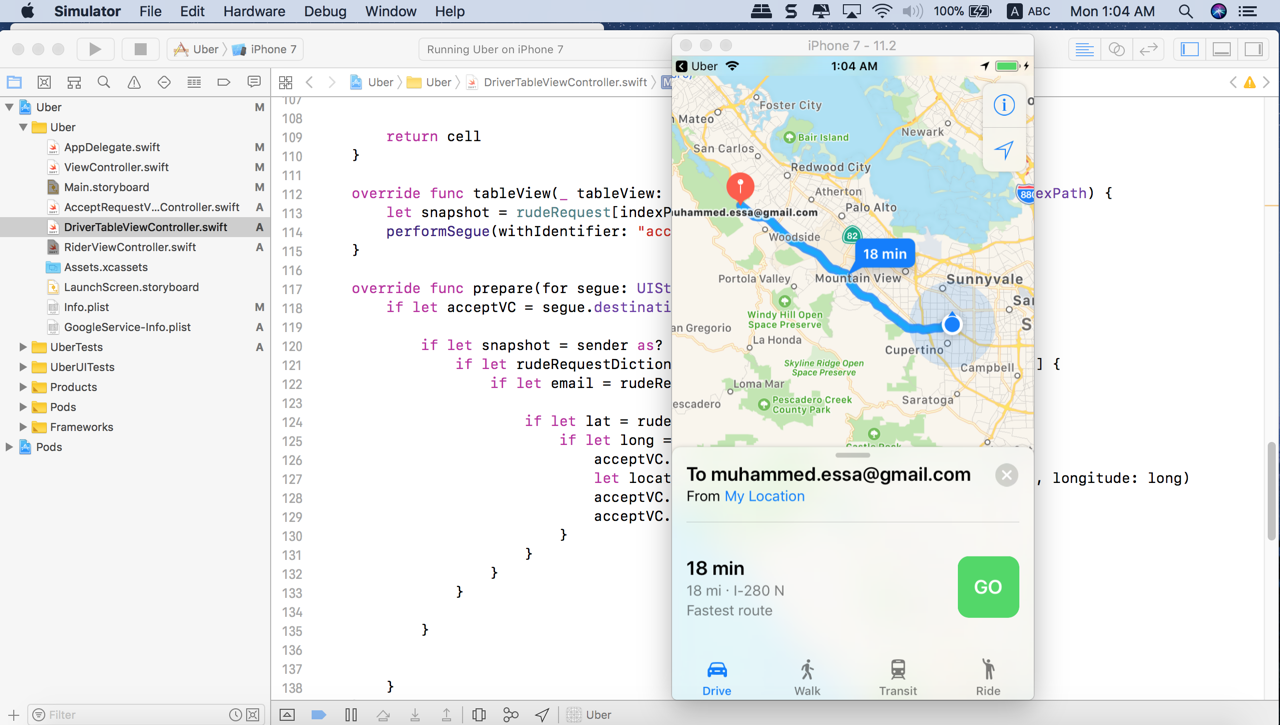 Simulator File Edit Hardware Debug Window Help 100% A ABC Mon 1:04 AM
Uber iPhone 7
Running Uber on iPhone 7
Uber Uber DriverTableViewController.swift M
Uber M
Uber
AppDelegate.swift M
ViewController.swift M
Main.storyboard M
AcceptRequestV...Controller.swift A
DriverTableViewController.swift A
RiderViewController.swift A
Assets.xcassets
LaunchScreen.storyboard
Info.plist M
GoogleService-Info.plist A
UberTests A
UberUITests
Products
Pods
Frameworks
Pods
Filter
107
108
109 return cell
110 }
111
112 override func tableView(_ tableView: exPath) {
113 let snapshot = rudeRequest[indexP
114 performSegue(withIdentifier: "acc
115 }
116
117 override func prepare(for segue: UISt
118 if let acceptVC = segue.destinati
119
120 if let snapshot = sender as?
121 if let rudeRequestDiction ] {
122 if let email = rudeRe
123
124 if let lat = rude
125 if let long =
126 acceptVC.
127 let locat , longitude: long)
128 acceptVC.
129 acceptVC.
130 }
131 }
132 }
133 }
134
135 }
136
137
138 }
Uber
iPhone 7 - 11.2
Uber 1:04 AM
Foster City
Mateo
Bair Island
Newark
San Carlos
Redwood City
Atherton
880
Palo Alto
muhammed.essa@gmail.com
82
Woodside
18 min
Portola Valley
Mountain View
Sunnyvale
San
Windy Hill Open
Space Preserve
an Gregorio
La Honda
Cupertino
Skyline Ridge Open
Space Preserve
Campbell
Loma Mar
Pescadero Creek
County Park
escadero
Saratoga
To muhammed.essa@gmail.com
From My Location
18 min
18 mi · I-280 N
Fastest route
GO
Drive Walk Transit Ride